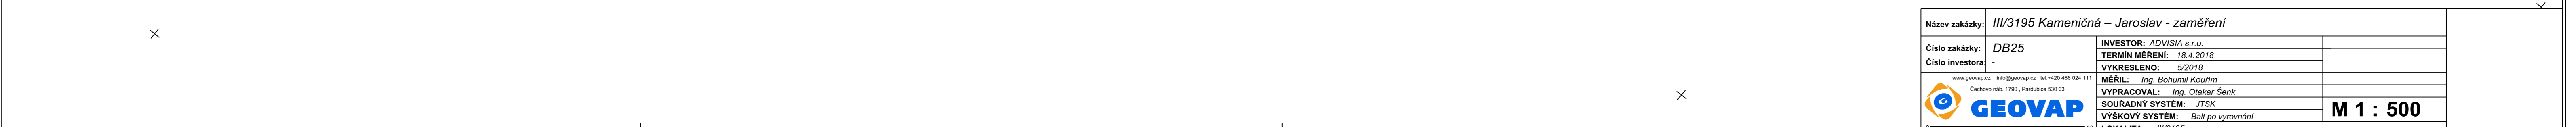 Název zakázky: III/3195 Kameničná – Jaroslav - zaměření
Číslo zakázky: DB25
Číslo investora: -
INVESTOR: ADVISIA s.r.o.
TERMÍN MĚŘENÍ: 18.4.2018
VYKRESLENO: 5/2018
www.geovap.cz info@geovap.cz tel.+420 466 024 111
Čechovo náb. 1790 , Pardubice 530 03
GEOVAP
MĚŘIL: Ing. Bohumil Kouřim
VYPRACOVAL: Ing. Otakar Šenk
SOUŘADNÝ SYSTÉM: JTSK
VÝŠKOVÝ SYSTÉM: Balt po vyrovnání
M 1 : 500